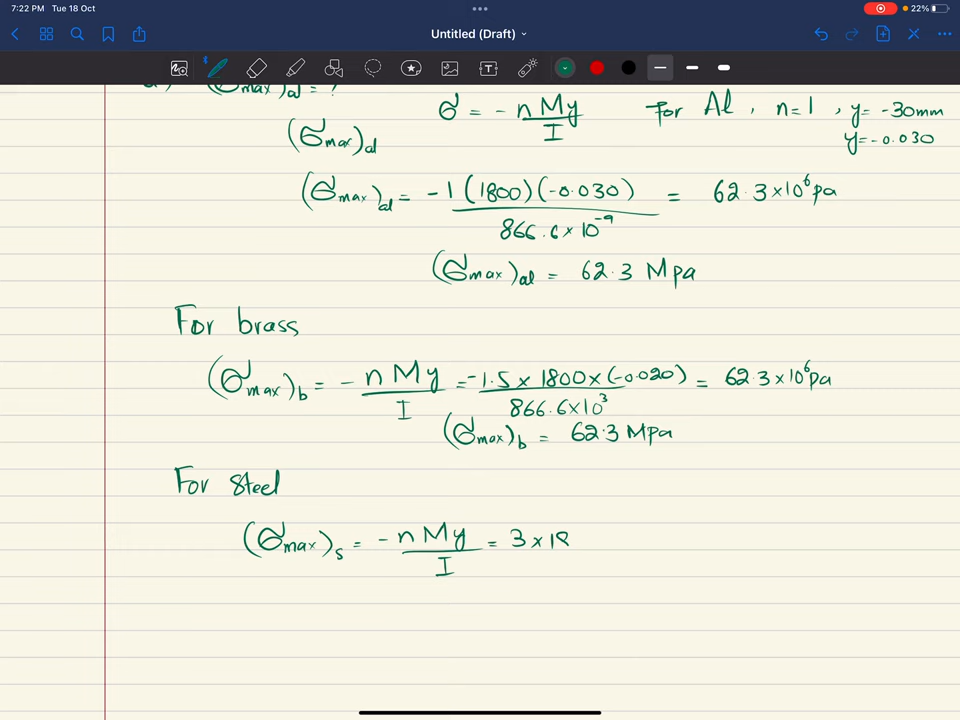 7:22 PM Tue 18 Oct
22%
Untitled (Draft)
(σmax)al = ?
σ = - nMy/I For Al, n=1, y= -30mm
y= -0.030
(σmax)al
(σmax)al = -1(1800)(-0.030)/866.6×10⁻⁹ = 62.3×10⁶pa
(σmax)al = 62.3 Mpa
For brass
(σmax)b = - nMy/I = -1.5×1800×(-0.020)/866.6×10³ = 62.3×10⁶pa
(σmax)b = 62.3 Mpa
For Steel
(σmax)s = - nMy/I = 3×18